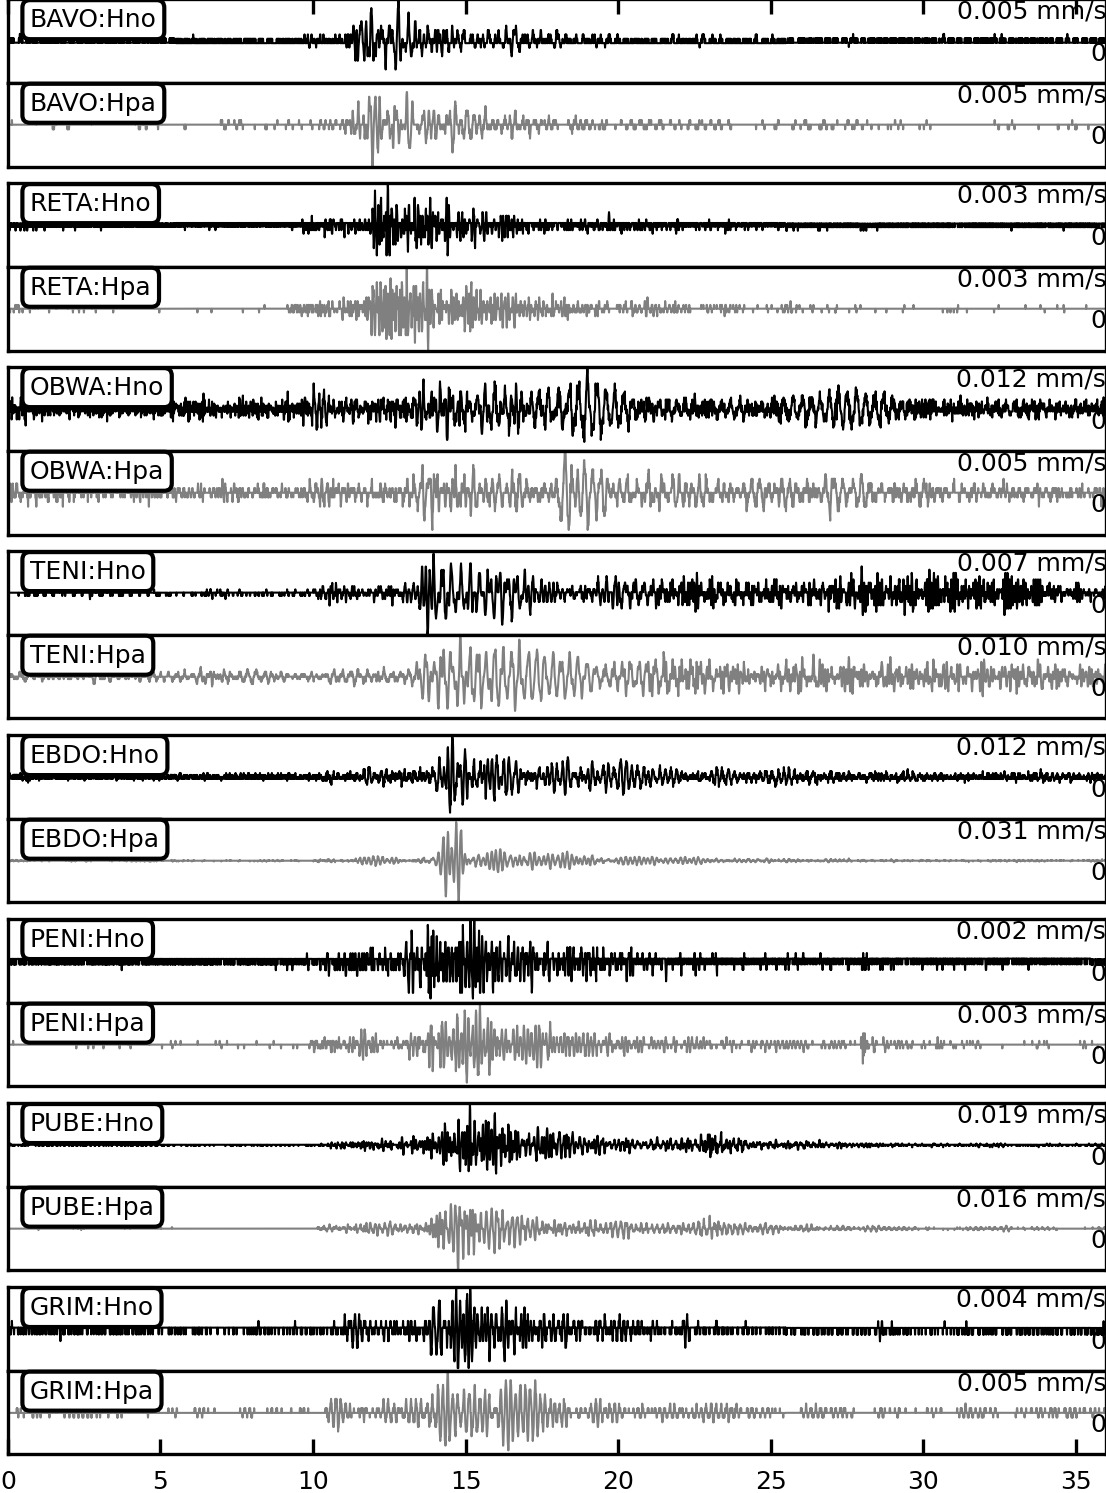 BAVO:Hno 0.005 mm/s
0
BAVO:Hpa 0.005 mm/s
0
RETA:Hno 0.003 mm/s
0
RETA:Hpa 0.003 mm/s
0
OBWA:Hno 0.012 mm/s
0
OBWA:Hpa 0.005 mm/s
0
TENI:Hno 0.007 mm/s
0
TENI:Hpa 0.010 mm/s
0
EBDO:Hno 0.012 mm/s
0
EBDO:Hpa 0.031 mm/s
0
PENI:Hno 0.002 mm/s
0
PENI:Hpa 0.003 mm/s
0
PUBE:Hno 0.019 mm/s
0
PUBE:Hpa 0.016 mm/s
0
GRIM:Hno 0.004 mm/s
0
GRIM:Hpa 0.005 mm/s
0
0 5 10 15 20 25 30 35